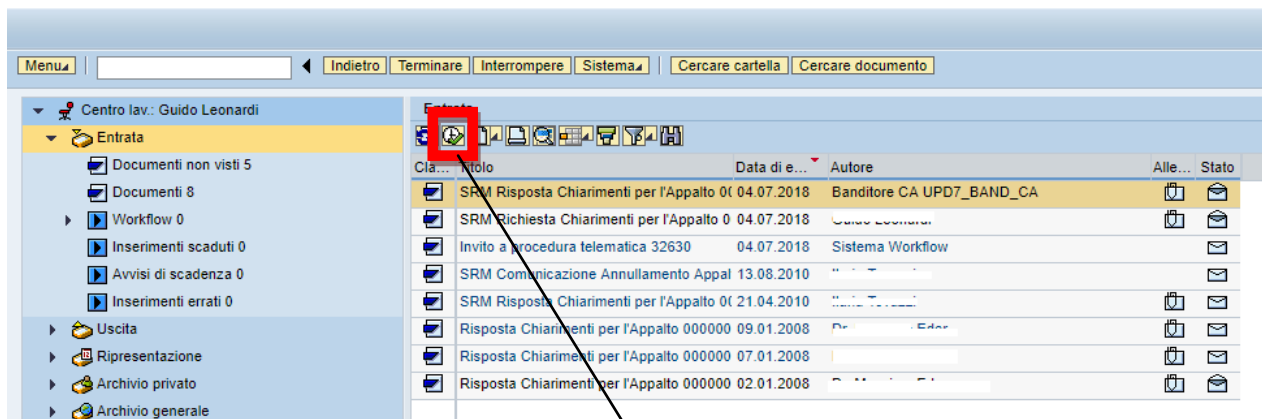 Menu Indietro Terminare Interrompere Sistema Cercare cartella Cercare documento
Centro lav.: Guido Leonardi
Entrata
Documenti non visti 5
Documenti 8
Workflow 0
Inserimenti scaduti 0
Avvisi di scadenza 0
Inserimenti errati 0
Uscita
Ripresentazione
Archivio privato
Archivio generale
Entrata
Cla... Titolo Data di e... Autore Alle... Stato
SRM Risposta Chiarimenti per l'Appalto 00 04.07.2018 Banditore CA UPD7_BAND_CA
SRM Richiesta Chiarimenti per l'Appalto 0 04.07.2018
Invito a procedura telematica 32630 04.07.2018 Sistema Workflow
SRM Comunicazione Annullamento Appal 13.08.2010
SRM Risposta Chiarimenti per l'Appalto 00 21.04.2010
Risposta Chiarimenti per l'Appalto 000000 09.01.2008
Risposta Chiarimenti per l'Appalto 000000 07.01.2008
Risposta Chiarimenti per l'Appalto 000000 02.01.2008